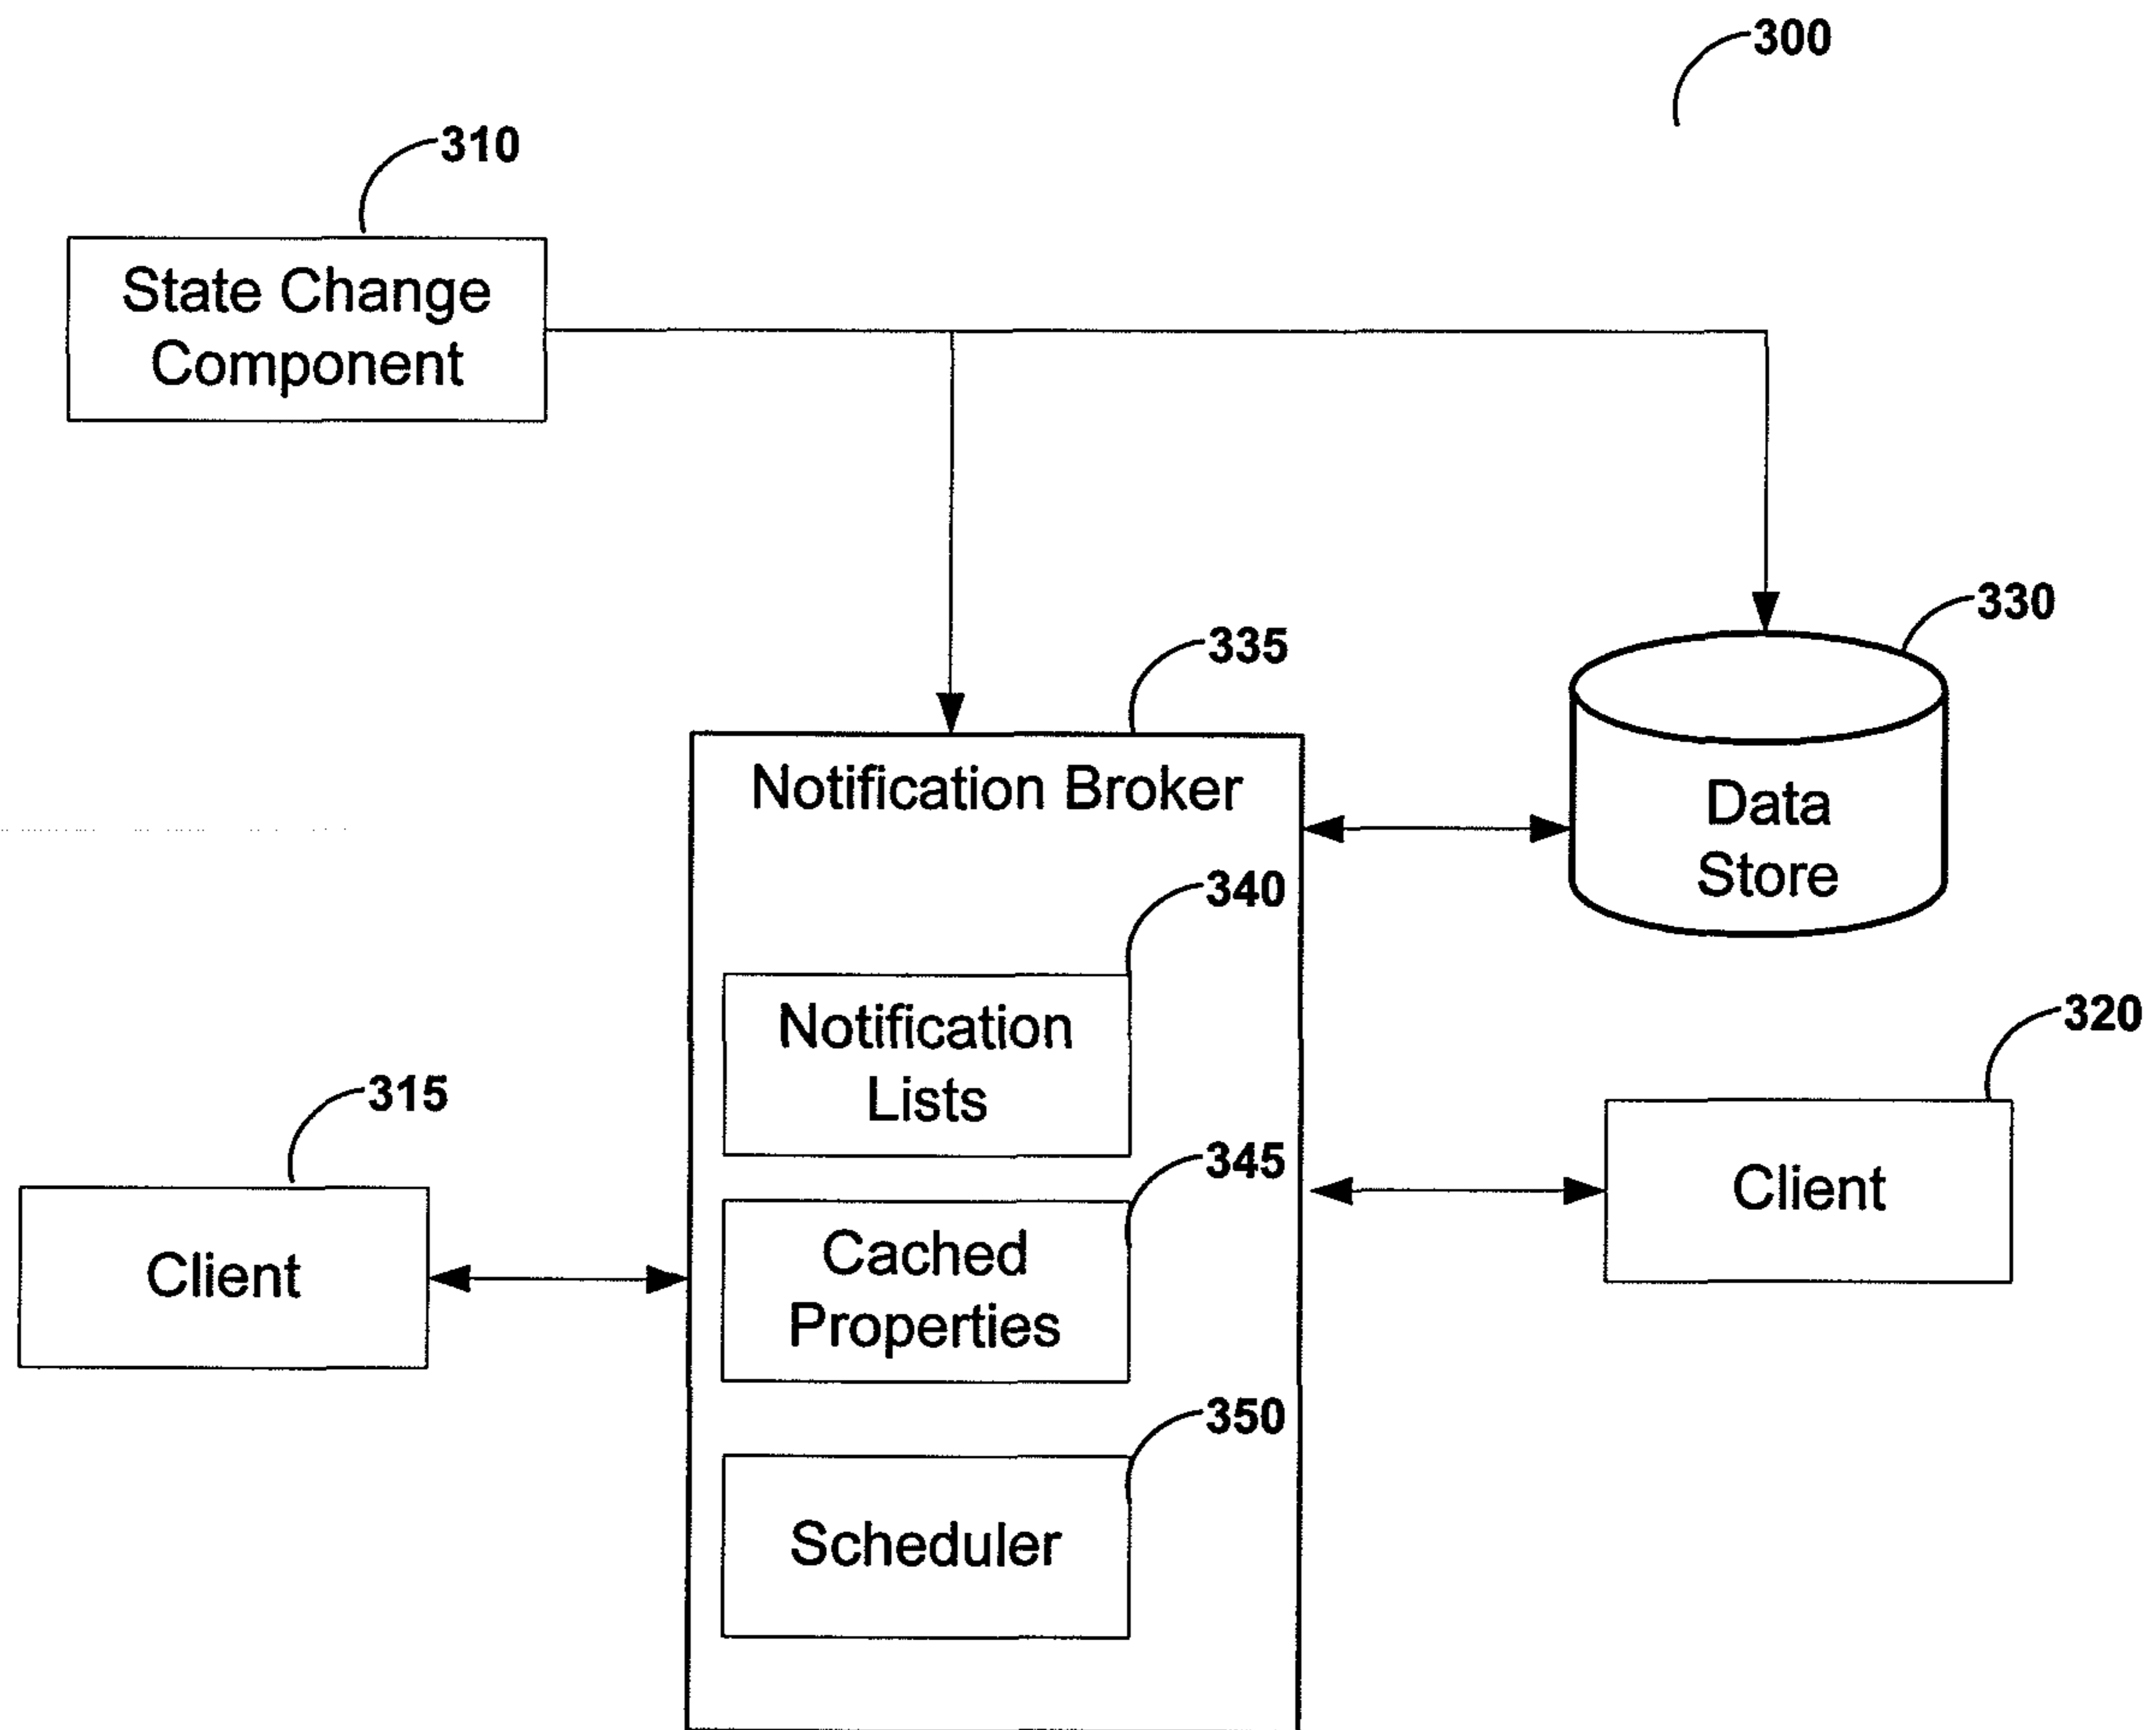 300
310
State Change
Component
330
335
Notification Broker
Data
Store
340
Notification
Lists
320
315
345
Client
Cached
Properties
Client
350
Scheduler